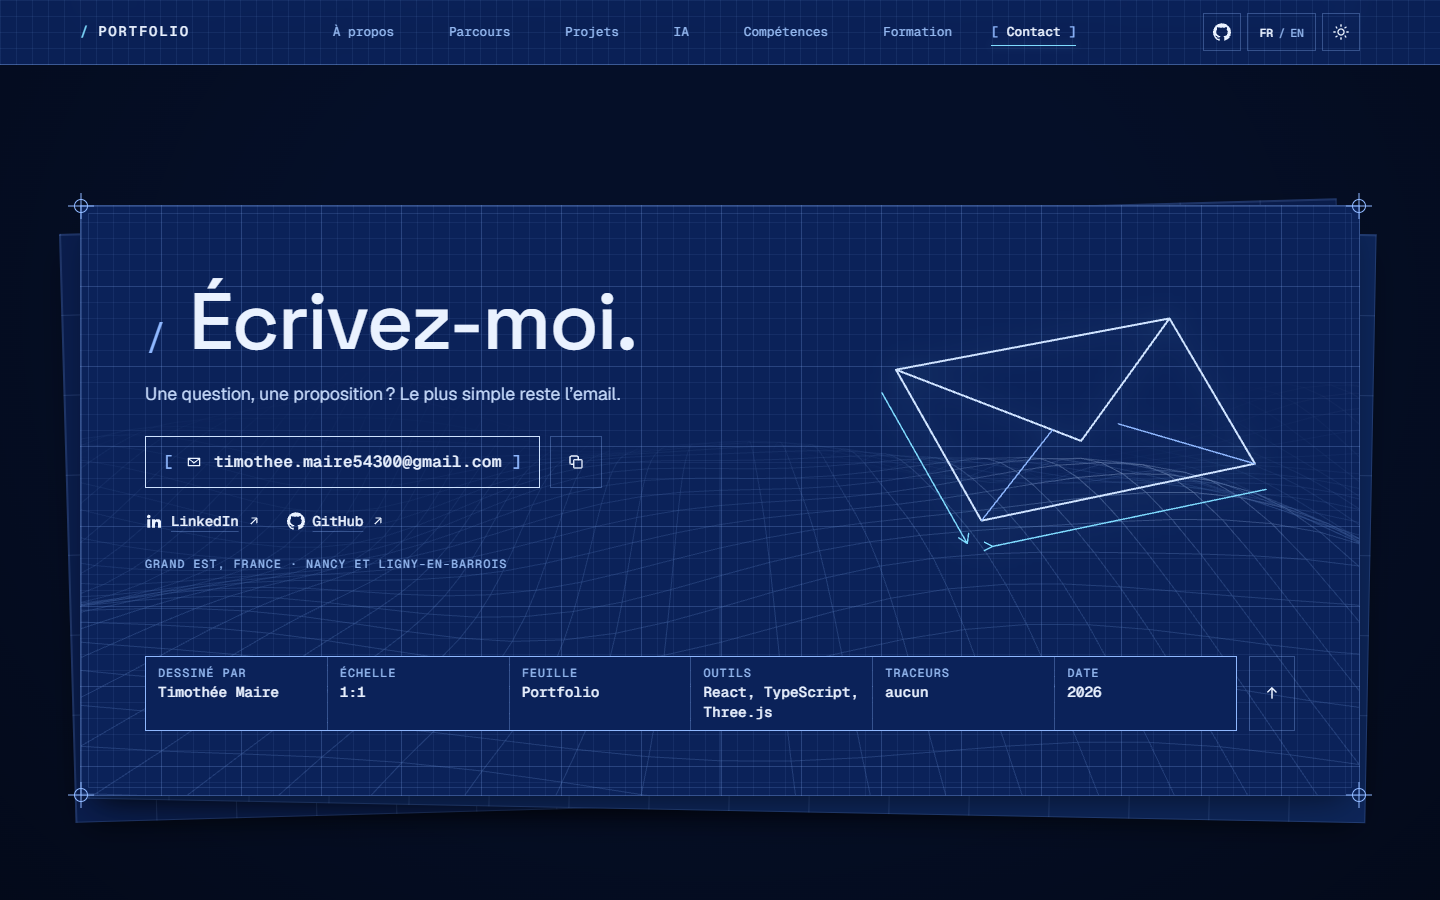 / PORTFOLIO
À propos
Parcours
Projets
IA
Compétences
Formation
[ Contact ]
FR / EN
/ Écrivez-moi.
Une question, une proposition ? Le plus simple reste l’email.
[ timothee.maire54300@gmail.com ]
LinkedIn ↗
GitHub ↗
GRAND EST, FRANCE · NANCY ET LIGNY-EN-BARROIS
DESSINÉ PAR
Timothée Maire
ÉCHELLE
1:1
FEUILLE
Portfolio
OUTILS
React, TypeScript,
Three.js
TRACEURS
aucun
DATE
2026